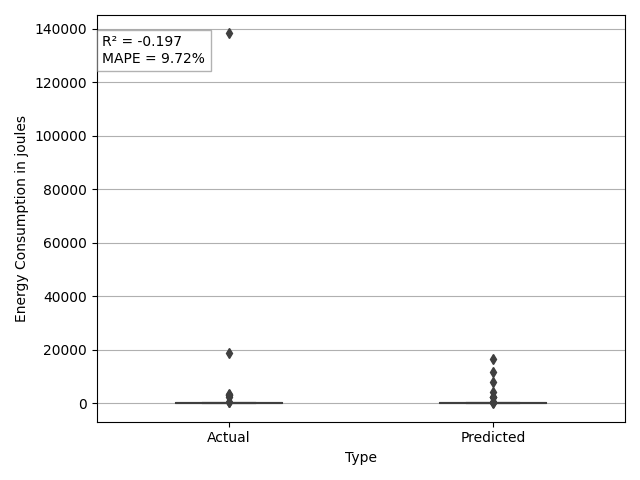 140000
120000
100000
80000
60000
40000
20000
0
Energy Consumption in joules
R² = -0.197
MAPE = 9.72%
Actual
Predicted
Type